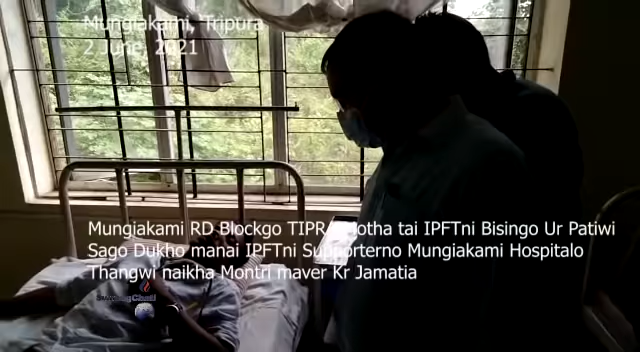 Mungiakami, Tripura
2 June, 2021
Mungiakami RD Blockgo TIPRA Motha tai IPFTni Bisingo Ur Patiwi
Sago Dukho manai IPFTni Supporterno Mungiakami Hospitalo
Thangwi naikha Montri maver Kr Jamatia